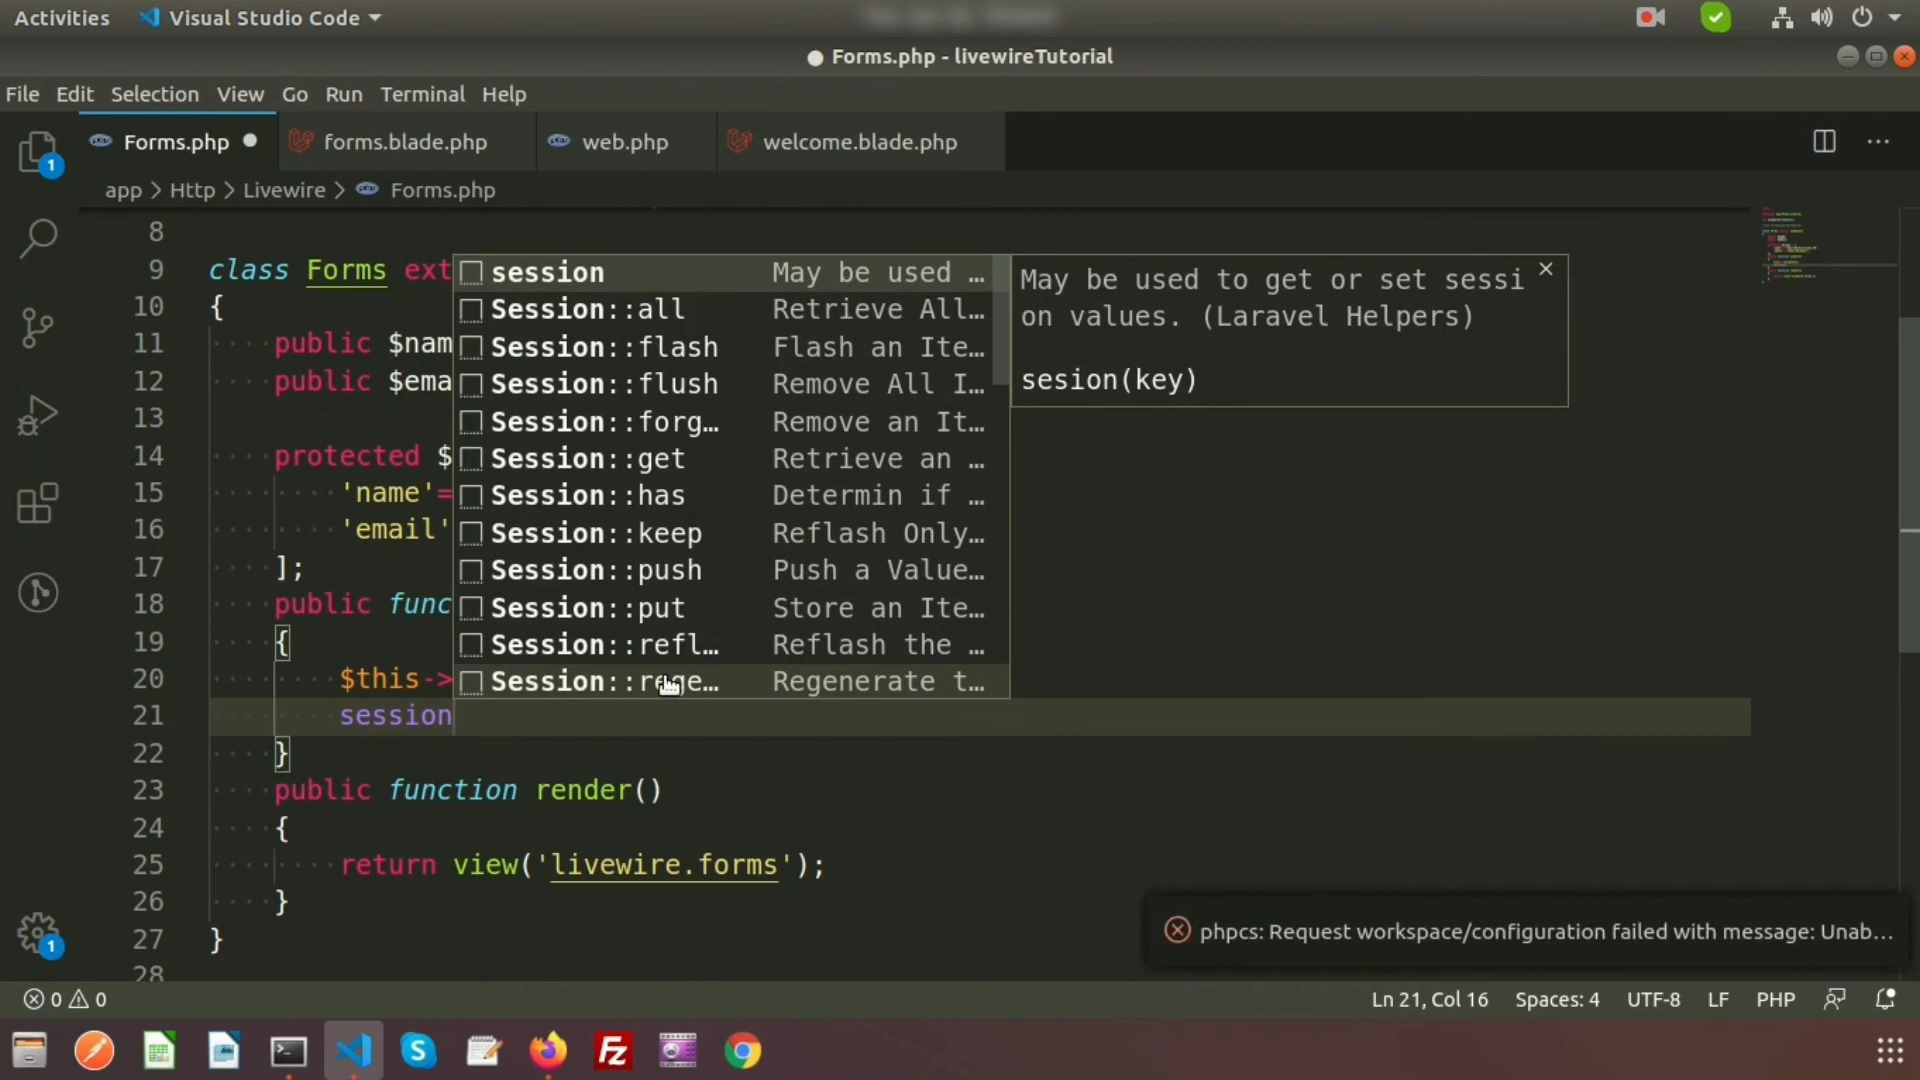 Activities Visual Studio Code
Forms.php - livewireTutorial
File Edit Selection View Go Run Terminal Help
Forms.php forms.blade.php web.php welcome.blade.php
app > Http > Livewire > Forms.php
8
9 class Forms ext
10 {
11 public $nam
12 public $ema
13
14 protected $
15 'name'=
16 'email'
17 ];
18 public func
19 {
20 $this->
21 session
22 }
23 public function render()
24 {
25 return view('livewire.forms');
26 }
27 }
28
session May be used …
Session::all Retrieve All…
Session::flash Flash an Ite…
Session::flush Remove All I…
Session::forg… Remove an It…
Session::get Retrieve an …
Session::has Determin if …
Session::keep Reflash Only…
Session::push Push a Value…
Session::put Store an Ite…
Session::refl… Reflash the …
Session::rege… Regenerate t…
May be used to get or set sessi
on values. (Laravel Helpers)
sesion(key)
phpcs: Request workspace/configuration failed with message: Unab...
0 0 Ln 21, Col 16 Spaces: 4 UTF-8 LF PHP